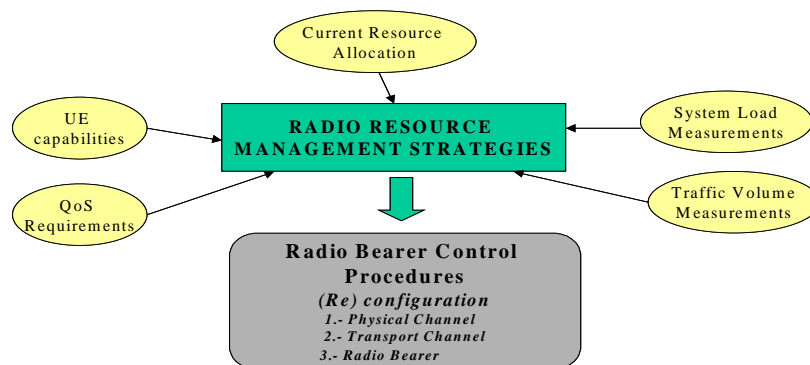 Current Resource
Allocation
UE
capabilities
RADIO RESOURCE
MANAGEMENT STRATEGIES
System Load
Measurements
QoS
Requirements
Traffic Volume
Measurements
Radio Bearer Control
Procedures
(Re) configuration
1.- Physical Channel
2.- Transport Channel
3.- Radio Bearer